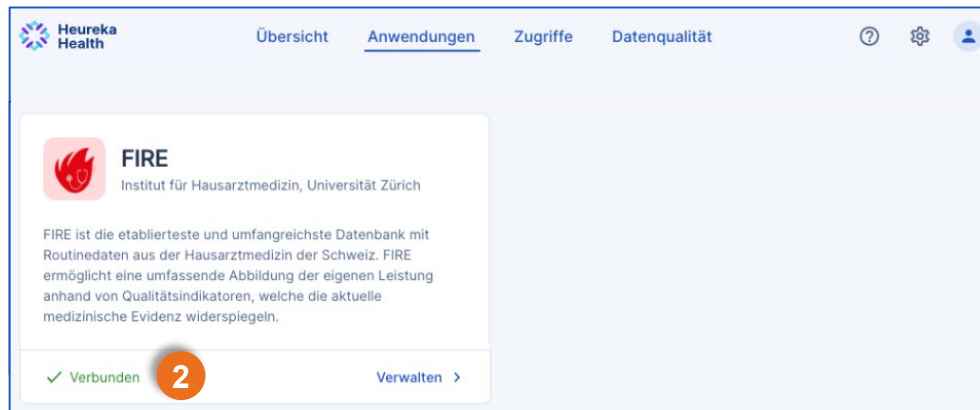 Heureka
Health
Übersicht Anwendungen Zugriffe Datenqualität
FIRE
Institut für Hausarztmedizin, Universität Zürich
FIRE ist die etablierteste und umfangreichste Datenbank mit
Routinedaten aus der Hausarztmedizin der Schweiz. FIRE
ermöglicht eine umfassende Abbildung der eigenen Leistung
anhand von Qualitätsindikatoren, welche die aktuelle
medizinische Evidenz widerspiegeln.
Verbunden 2 Verwalten